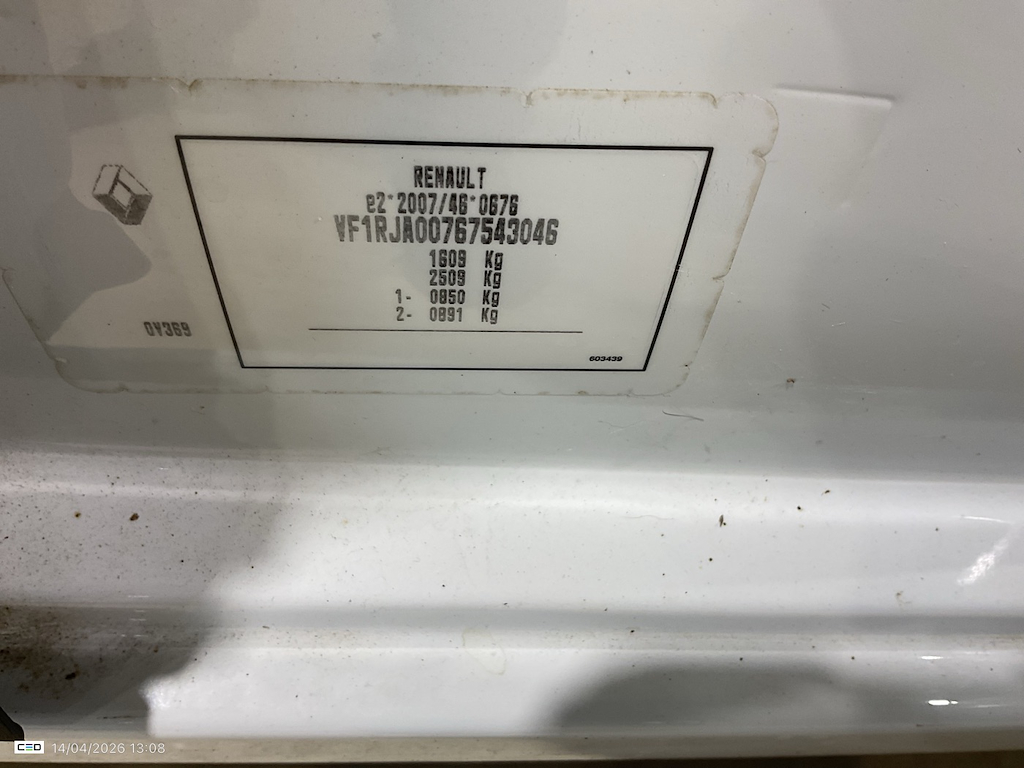 RENAULT
e2*2007/46*0676
VF1RJA00767543046
1609 Kg
2509 Kg
1- 0850 Kg
2- 0891 Kg
0V369
603439
CEO 14/04/2026 13:08